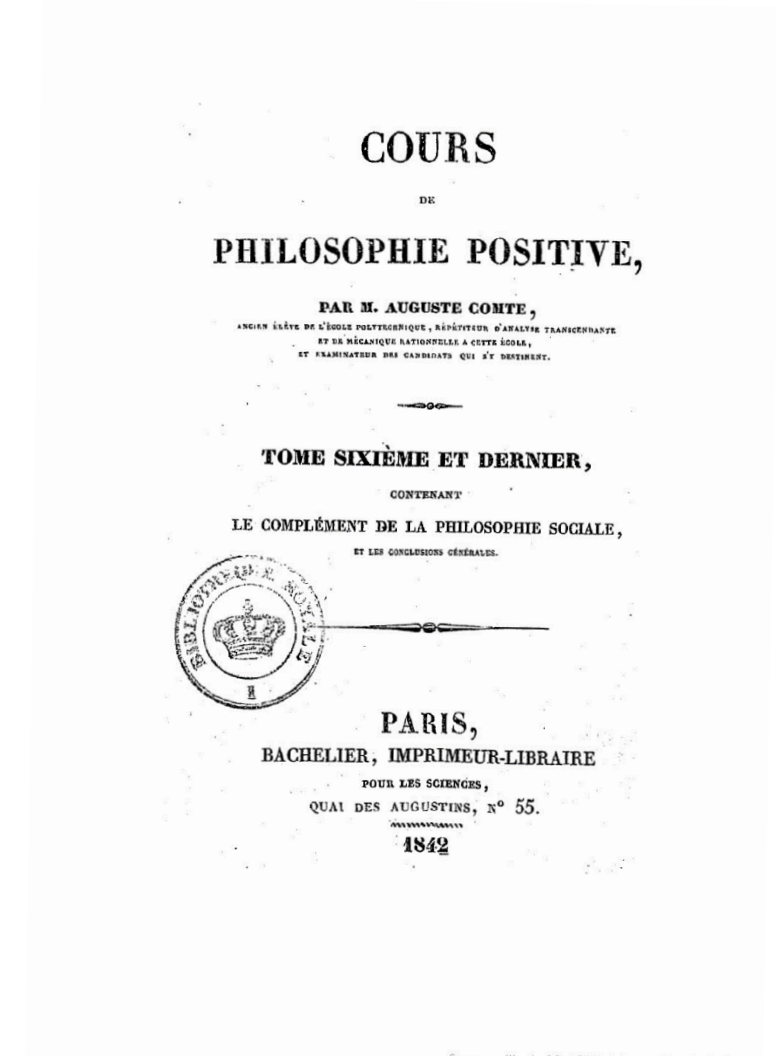 COURS
DE
PHILOSOPHIE POSITIVE,
PAR M. AUGUSTE COMTE,
ANCIEN ÉLÈVE DE L'ÉCOLE POLYTECHNIQUE, RÉPÉTITEUR D'ANALYSE TRANSCENDANTE
ET DE MÉCANIQUE RATIONNELLE A CETTE ÉCOLE,
ET EXAMINATEUR DES CANDIDATS QUI S'Y DESTINENT.
TOME SIXIÈME ET DERNIER,
CONTENANT
LE COMPLÉMENT DE LA PHILOSOPHIE SOCIALE,
ET LES CONCLUSIONS GÉNÉRALES.
BIBLIOTHEQUE ROYALE
I
PARIS,
BACHELIER, IMPRIMEUR-LIBRAIRE
POUR LES SCIENCES,
QUAI DES AUGUSTINS, Nº 55.
1842